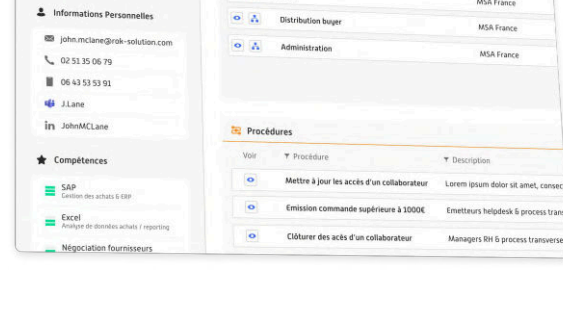 Informations Personnelles
john.mclane@rok-solution.com
02 51 35 06 79
06 43 53 53 91
J.Lane
in JohnMCLane
Compétences
SAP
Gestion des achats & ERP
Excel
Analyse de données achats / reporting
Négociation fournisseurs
MSA France
Distribution buyer MSA France
Administration MSA France
Procédures
Voir Procédure Description
Mettre à jour les accès d'un collaborateur Lorem ipsum dolor sit amet, consec
Emission commande supérieure à 1000€ Emetteurs helpdesk & process trans
Clôturer des acès d'un collaborateur Managers RH & process transverse